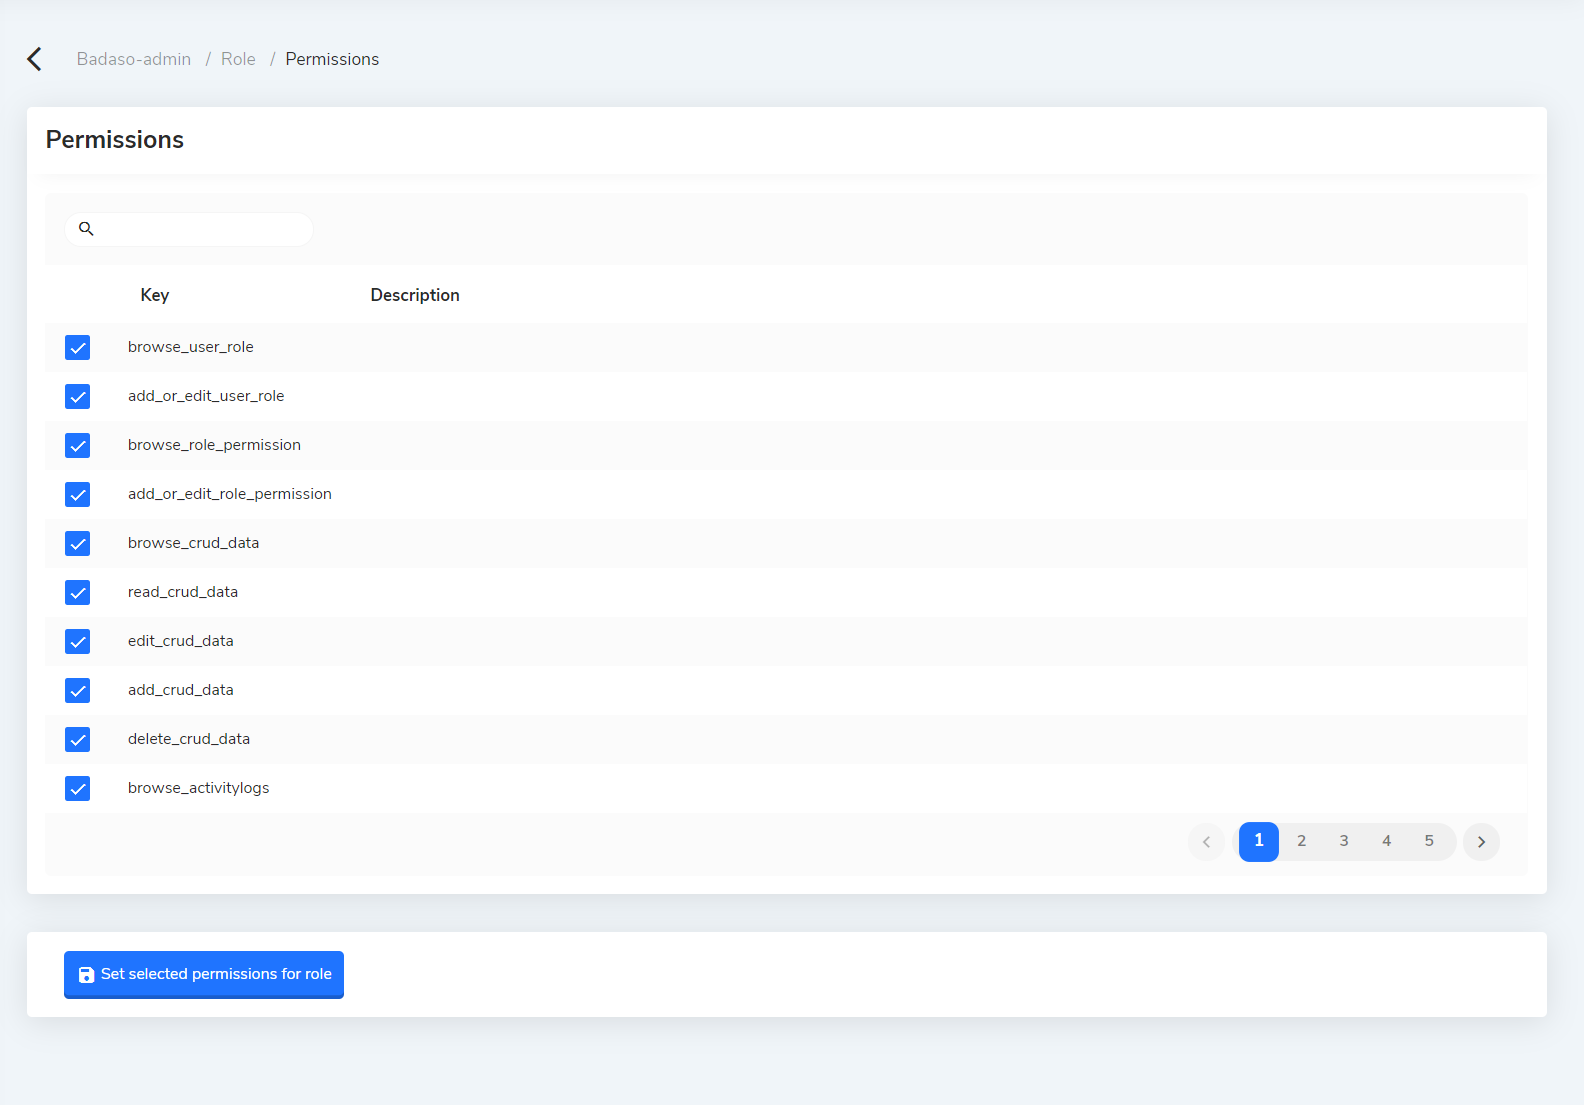 Badaso-admin / Role / Permissions
Permissions
Key Description
browse_user_role
add_or_edit_user_role
browse_role_permission
add_or_edit_role_permission
browse_crud_data
read_crud_data
edit_crud_data
add_crud_data
delete_crud_data
browse_activitylogs
1 2 3 4 5
Set selected permissions for role